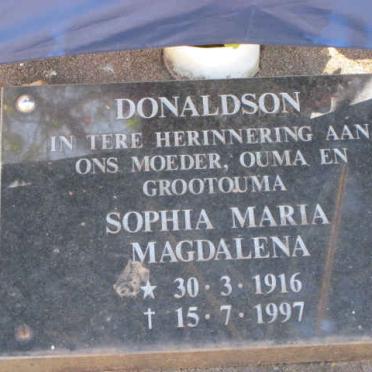 DONALDSON
IN TERE HERINNERING AAN
ONS MOEDER, OUMA EN
GROOTOUMA
SOPHIA MARIA
MAGDALENA
★ 30·3·1916
† 15·7·1997